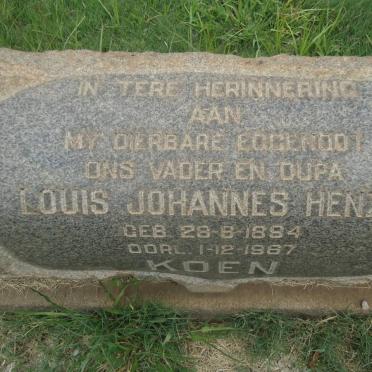 IN TERE HERINNERING
AAN
MY DIERBARE EGGENOOT
ONS VADER EN OUPA
LOUIS JOHANNES HEN
GEB. 28-8-1894
OORL. 1-12-1967
KOEN